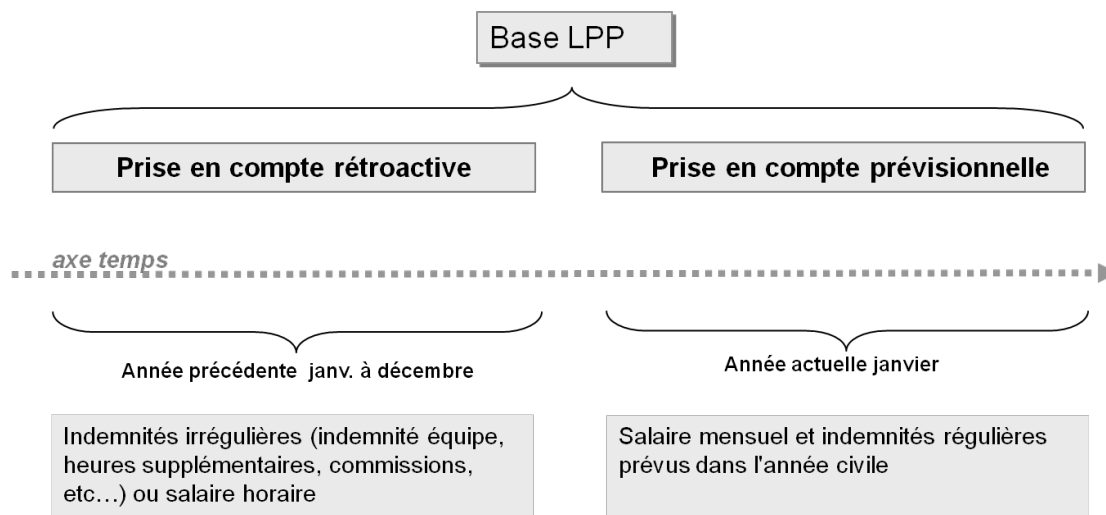 Base LPP
Prise en compte rétroactive
Prise en compte prévisionnelle
axe temps
Année précédente janv. à décembre
Année actuelle janvier
Indemnités irrégulières (indemnité équipe,
heures supplémentaires, commissions,
etc...) ou salaire horaire
Salaire mensuel et indemnités régulières
prévus dans l'année civile